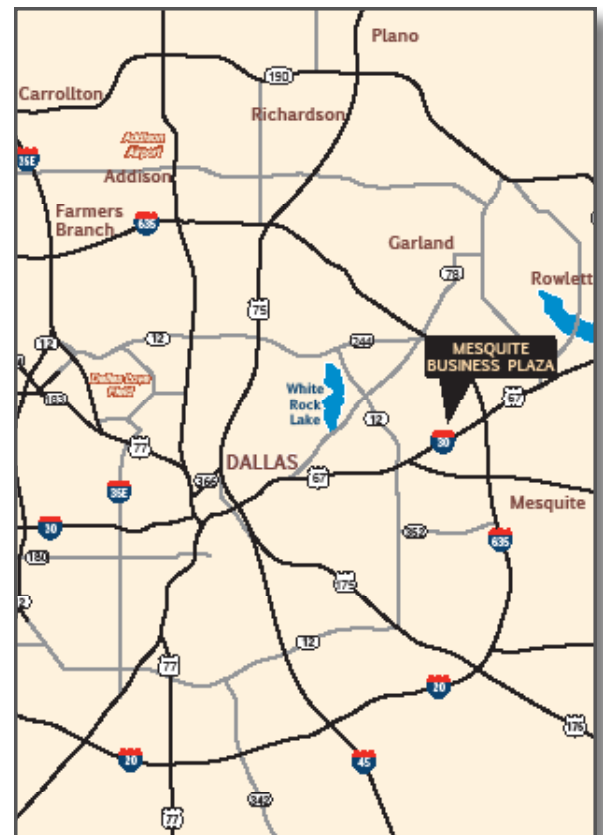 Plano
190
Carrollton
Richardson
Addison
Airport
35E
Addison
Farmers
Branch
635
Garland
78
Rowlett
75
12
12
244
MESQUITE
BUSINESS PLAZA
Dallas Love
Field
White
Rock
Lake
183
67
12
77
30
DALLAS
366
67
35E
Mesquite
30
352
635
180
175
12
77
20
175
20
45
342
77